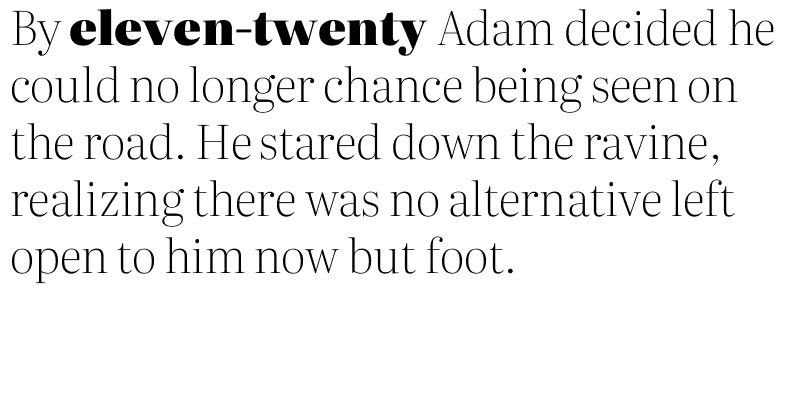 By eleven-twenty Adam decided he
could no longer chance being seen on
the road. He stared down the ravine,
realizing there was no alternative left
open to him now but foot.